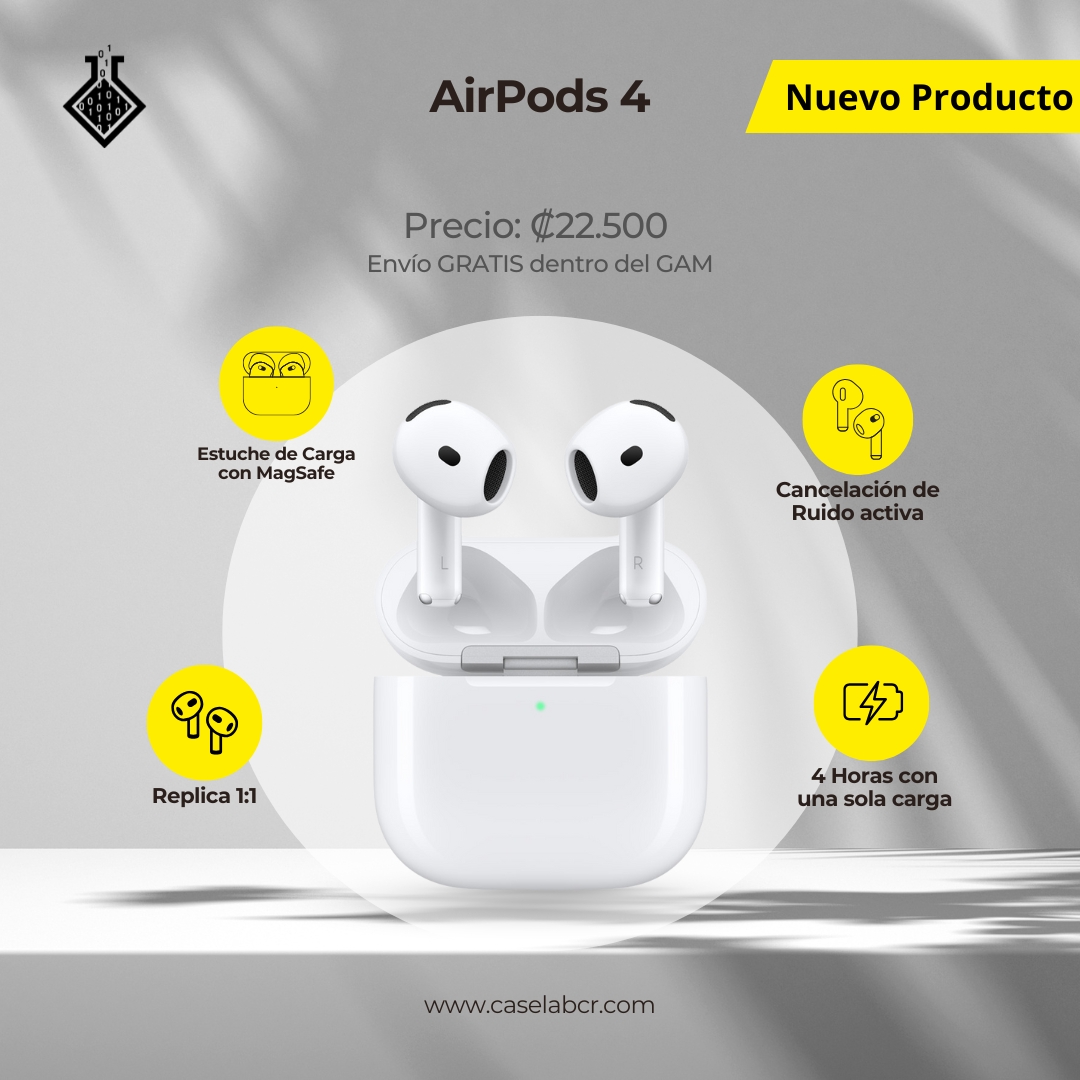 AirPods 4
Nuevo Producto
Precio: ₡22.500
Envío GRATIS dentro del GAM
Estuche de Carga
con MagSafe
Cancelación de
Ruido activa
L
R
Replica 1:1
4 Horas con
una sola carga
www.caselabcr.com